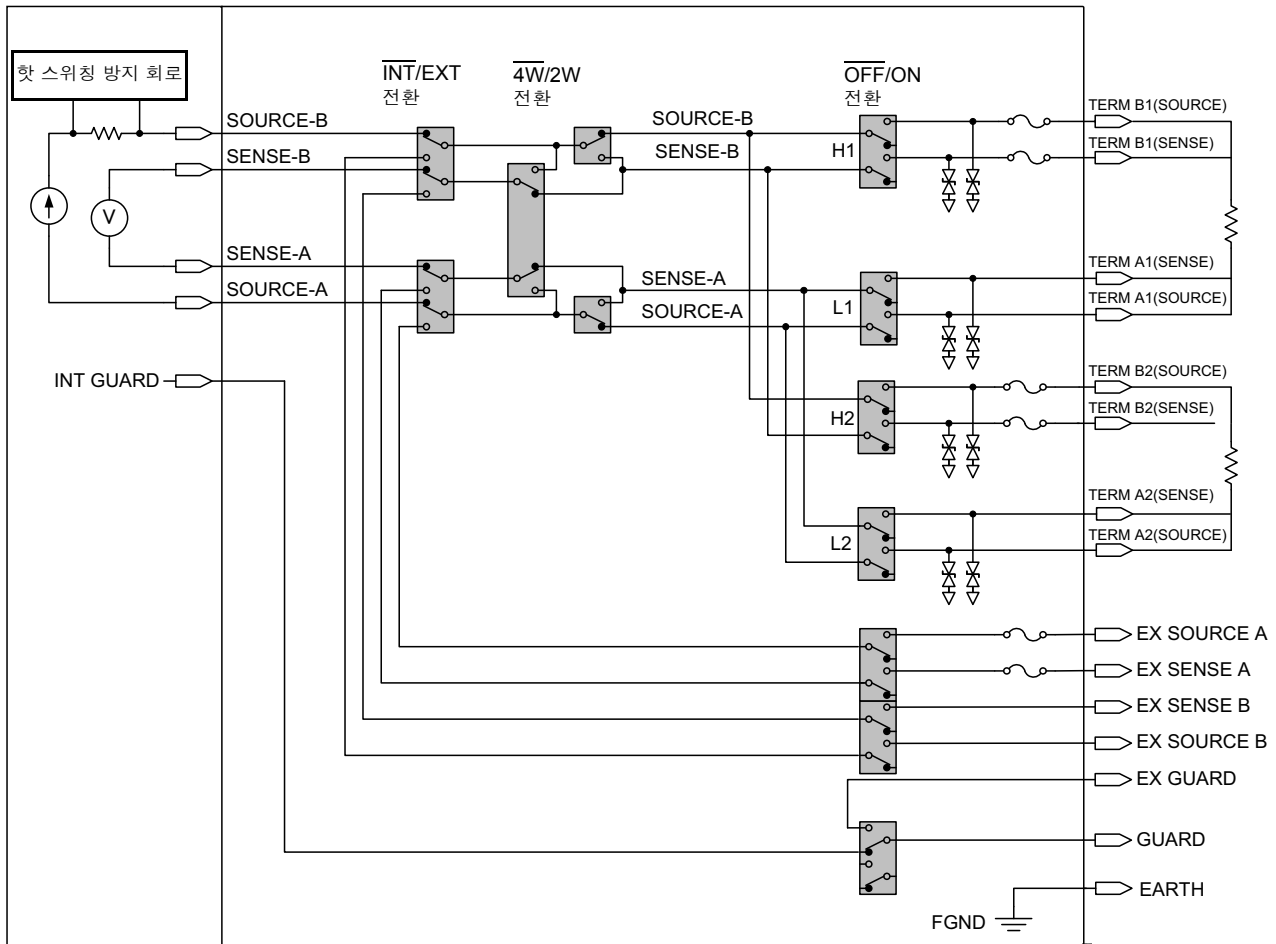 핫 스위칭 방지 회로
INT/EXT
전환
4W/2W
전환
OFF/ON
전환
SOURCE-B
SENSE-B
SENSE-A
SOURCE-A
INT GUARD
SOURCE-B
SENSE-B
SENSE-A
SOURCE-A
V
H1
L1
H2
L2
TERM B1(SOURCE)
TERM B1(SENSE)
TERM A1(SENSE)
TERM A1(SOURCE)
TERM B2(SOURCE)
TERM B2(SENSE)
TERM A2(SENSE)
TERM A2(SOURCE)
EX SOURCE A
EX SENSE A
EX SENSE B
EX SOURCE B
EX GUARD
GUARD
EARTH
FGND